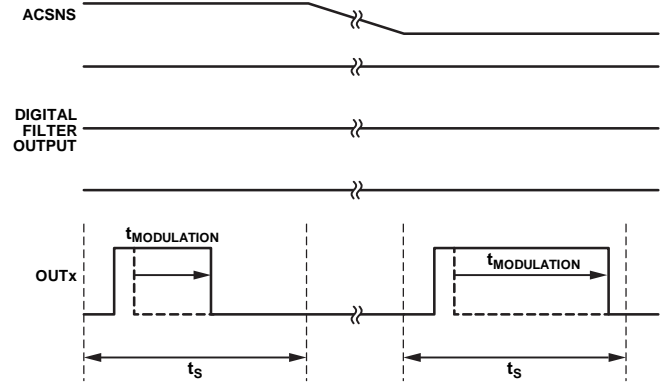 ACSNS
DIGITAL
FILTER
OUTPUT
OUTx
tMODULATION
tMODULATION
tS
tS